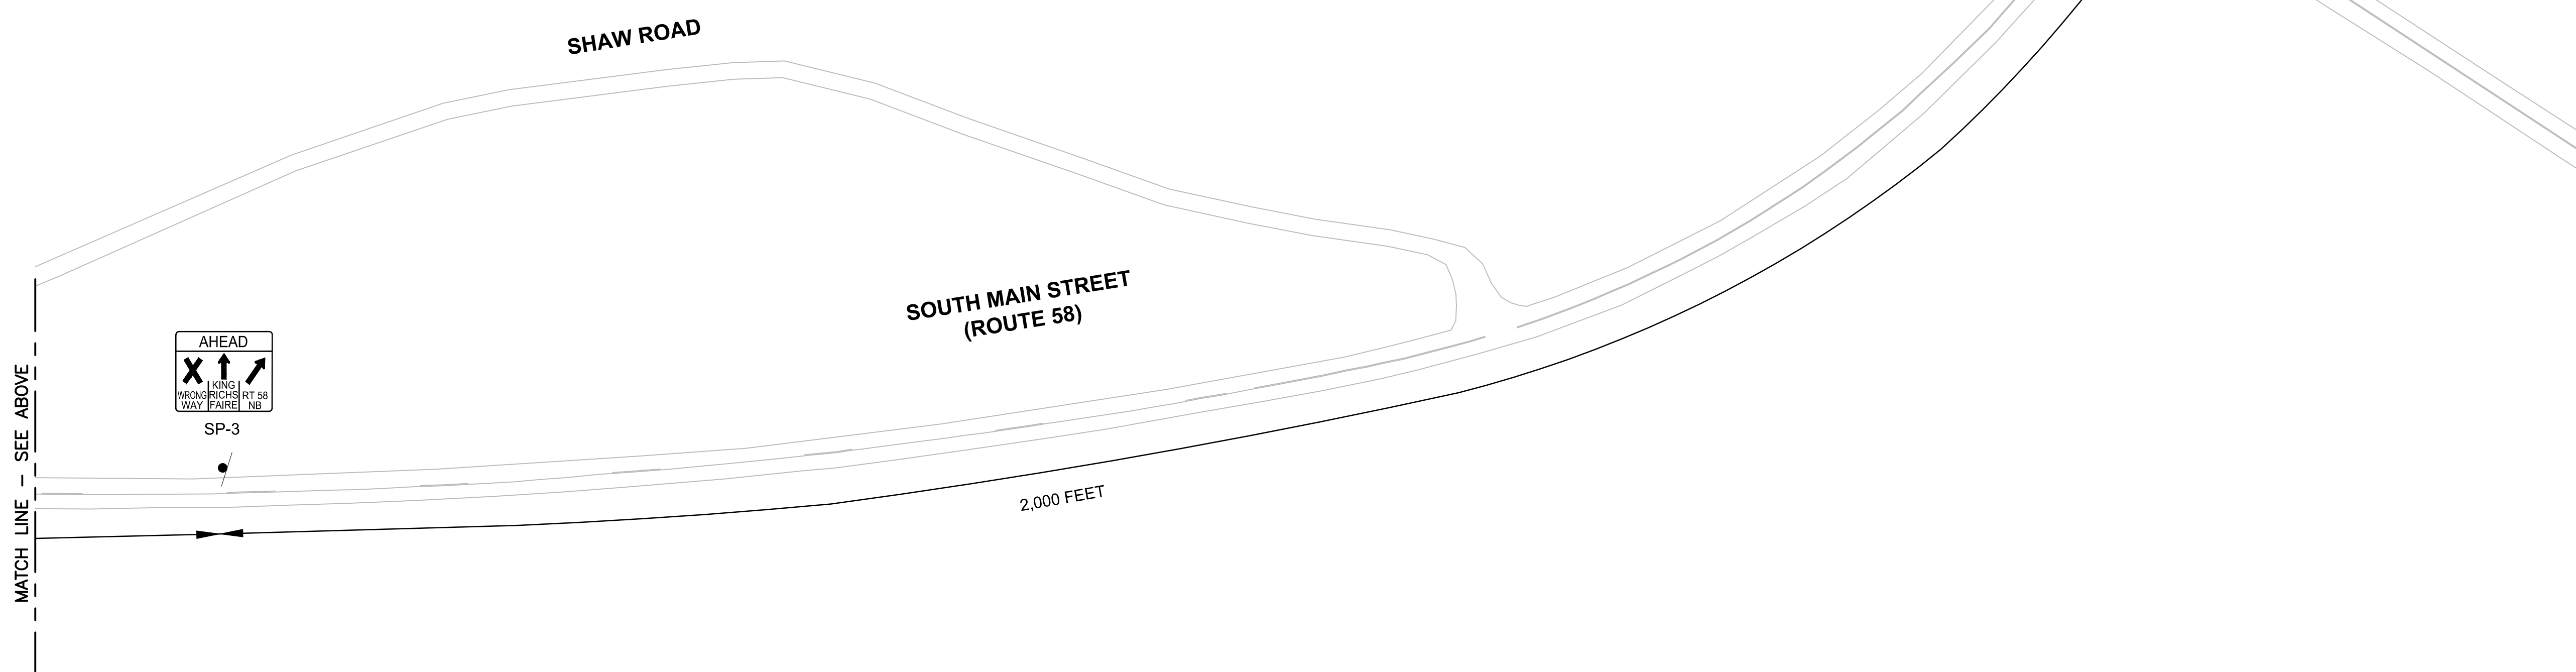 SHAW ROAD
SOUTH MAIN STREET
(ROUTE 58)
AHEAD
WRONG
WAY
KING
RICHS
FAIRE
RT 58
NB
SP-3
MATCH LINE - SEE ABOVE
2,000 FEET